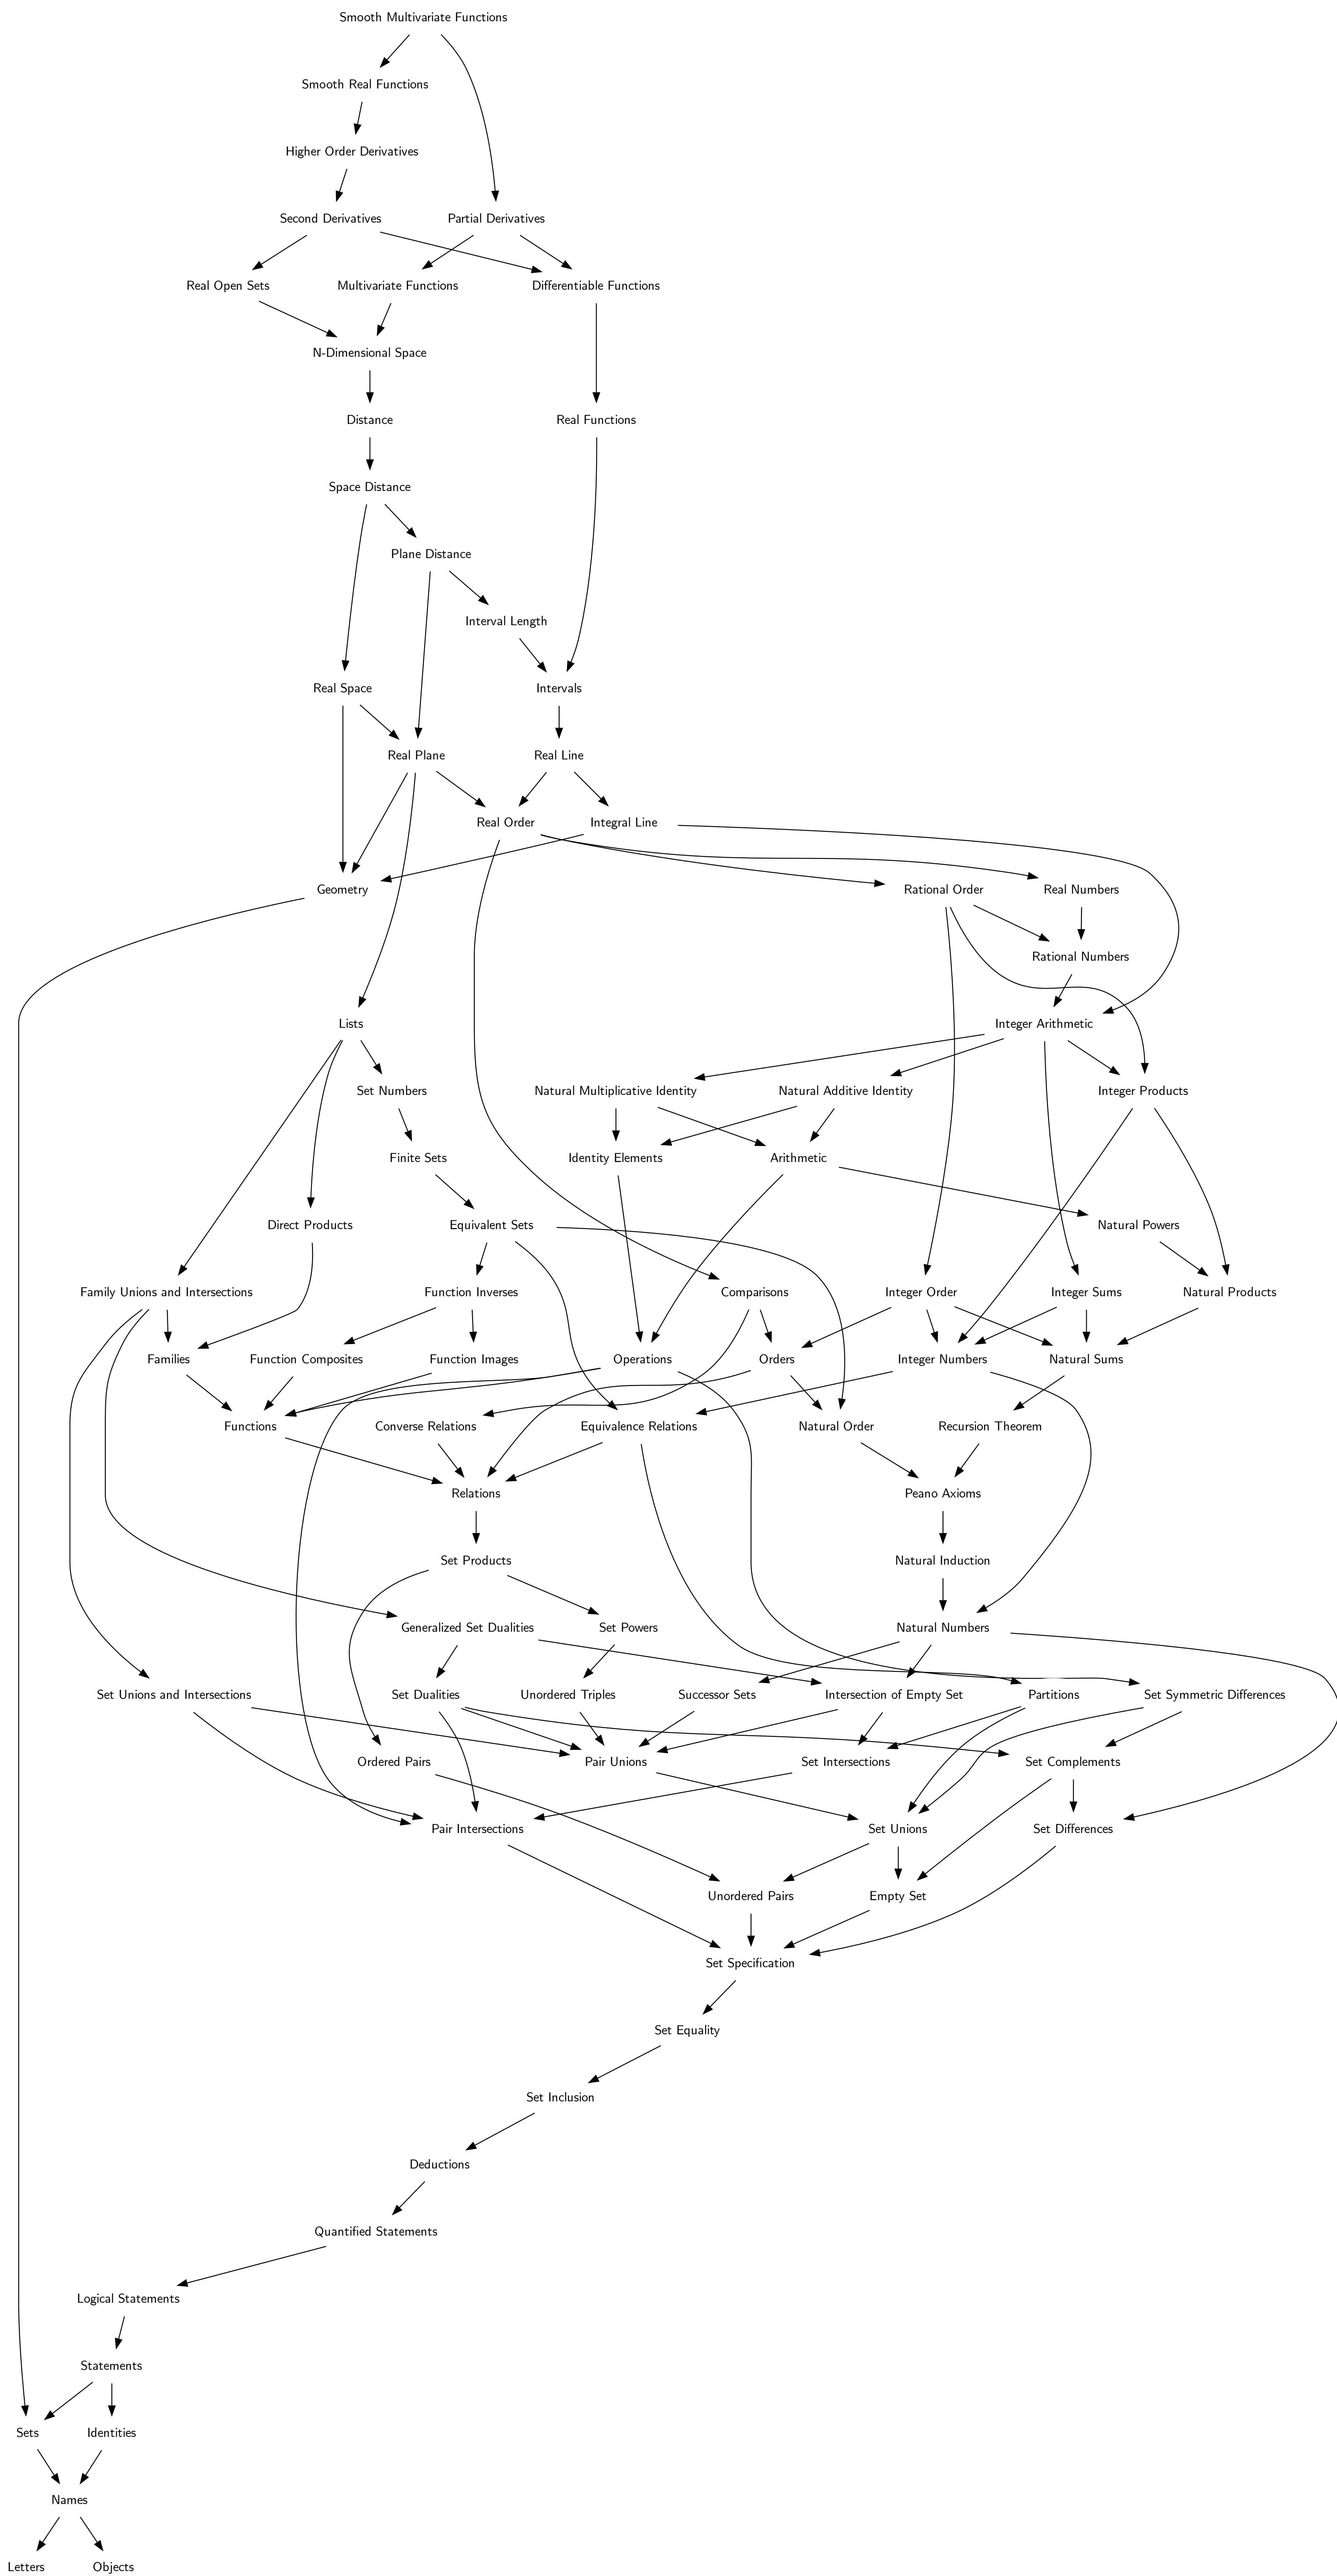 Smooth Multivariate Functions
Smooth Real Functions
Higher Order Derivatives
Second Derivatives
Partial Derivatives
Real Open Sets
Multivariate Functions
Differentiable Functions
N-Dimensional Space
Distance
Real Functions
Space Distance
Plane Distance
Interval Length
Real Space
Intervals
Real Plane
Real Line
Real Order
Integral Line
Geometry
Rational Order
Real Numbers
Rational Numbers
Lists
Integer Arithmetic
Set Numbers
Natural Multiplicative Identity
Natural Additive Identity
Integer Products
Finite Sets
Identity Elements
Arithmetic
Direct Products
Equivalent Sets
Natural Powers
Family Unions and Intersections
Function Inverses
Comparisons
Integer Order
Integer Sums
Natural Products
Families
Function Composites
Function Images
Operations
Orders
Integer Numbers
Natural Sums
Functions
Converse Relations
Equivalence Relations
Natural Order
Recursion Theorem
Relations
Peano Axioms
Set Products
Natural Induction
Generalized Set Dualities
Set Powers
Natural Numbers
Set Unions and Intersections
Set Dualities
Unordered Triples
Successor Sets
Intersection of Empty Set
Partitions
Set Symmetric Differences
Ordered Pairs
Pair Unions
Set Intersections
Set Complements
Pair Intersections
Set Unions
Set Differences
Unordered Pairs
Empty Set
Set Specification
Set Equality
Set Inclusion
Deductions
Quantified Statements
Logical Statements
Statements
Sets
Identities
Names
Letters
Objects